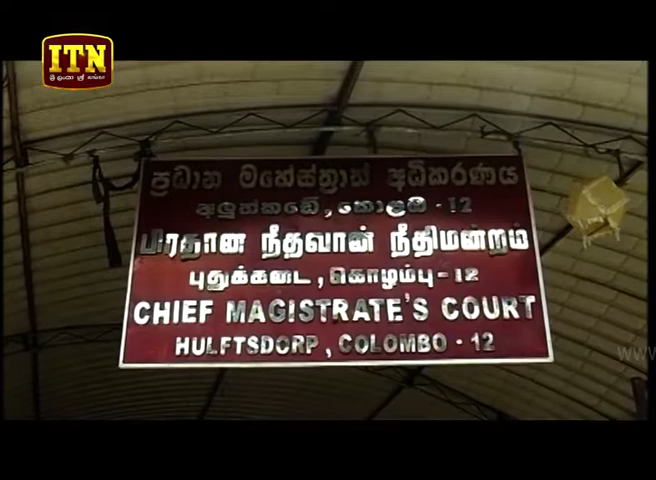 ITN
ප්‍රධාන මහේස්ත්‍රාත් අධිකරණය
අලුත්කඩේ, කොළඹ - 12
பிரதான நீதவான் நீதிமன்றம்
புதுக்கடை, கொழும்பு -12
CHIEF MAGISTRATE'S COURT
HULFTSDORP, COLOMBO - 12
WWW